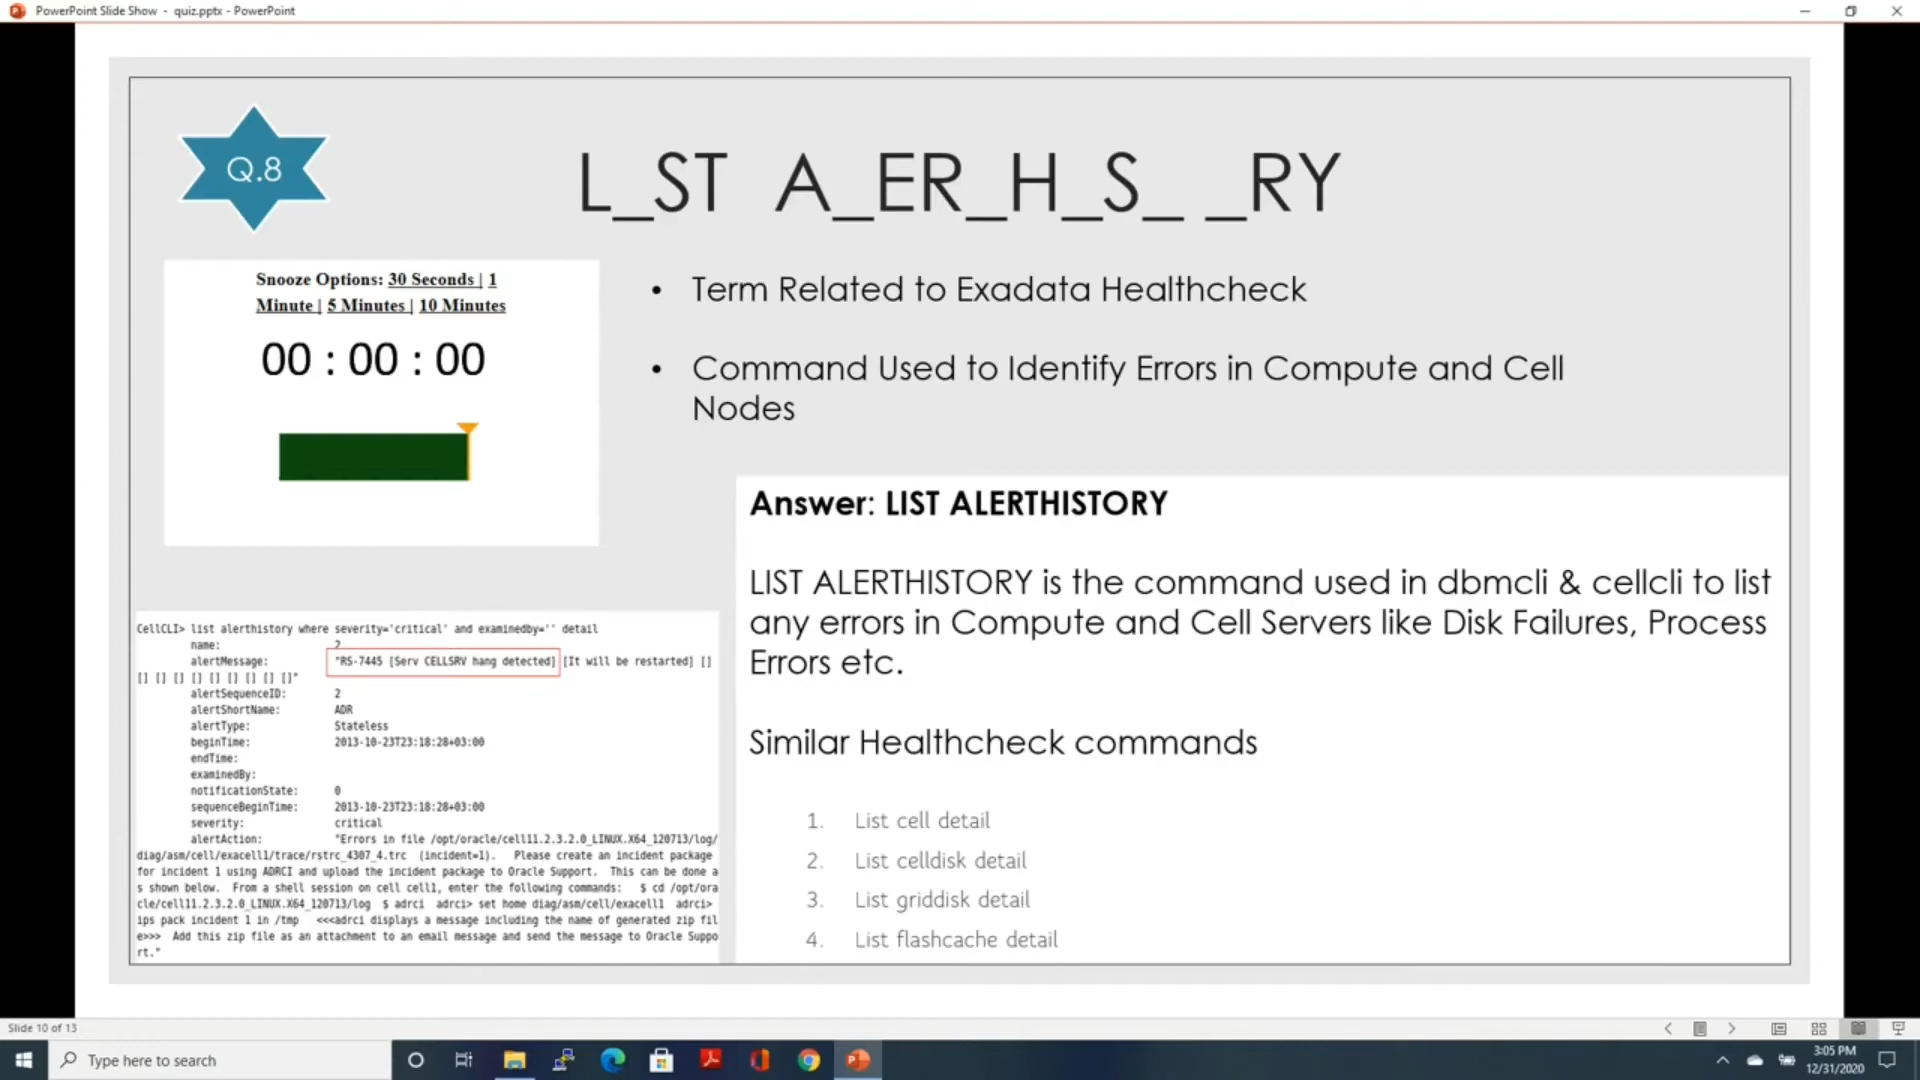 PowerPoint Slide Show - quiz.pptx - PowerPoint
Q.8
L_ST A_ER_H_S_ _RY
Snooze Options: 30 Seconds | 1
Minute | 5 Minutes | 10 Minutes
00 : 00 : 00
• Term Related to Exadata Healthcheck
• Command Used to Identify Errors in Compute and Cell
Nodes
Answer: LIST ALERTHISTORY
LIST ALERTHISTORY is the command used in dbmcli & cellcli to list
any errors in Compute and Cell Servers like Disk Failures, Process
Errors etc.
Similar Healthcheck commands
1. List cell detail
2. List celldisk detail
3. List griddisk detail
4. List flashcache detail
CellCLI> list alerthistory where severity='critical' and examinedby='' detail
name: 2
alertMessage: "RS-7445 [Serv CELLSRV hang detected] [It will be restarted] []
[] [] [] [] [] [] [] [] []"
alertSequenceID: 2
alertShortName: ADR
alertType: Stateless
beginTime: 2013-10-23T23:18:28+03:00
endTime:
examinedBy:
notificationState: 0
sequenceBeginTime: 2013-10-23T23:18:28+03:00
severity: critical
alertAction: "Errors in file /opt/oracle/cell11.2.3.2.0_LINUX.X64_120713/log/
diag/asm/cell/exacell1/trace/rstrc_4307_4.trc (incident=1). Please create an incident package
for incident 1 using ADRCI and upload the incident package to Oracle Support. This can be done a
s shown below. From a shell session on cell cell1, enter the following commands: $ cd /opt/ora
cle/cell11.2.3.2.0_LINUX.X64_120713/log $ adrci adrci> set home diag/asm/cell/exacell1 adrci>
ips pack incident 1 in /tmp <<<adrci displays a message including the name of generated zip fil
e>>> Add this zip file as an attachment to an email message and send the message to Oracle Suppo
rt."
Slide 10 of 13
Type here to search
3:05 PM
12/31/2020